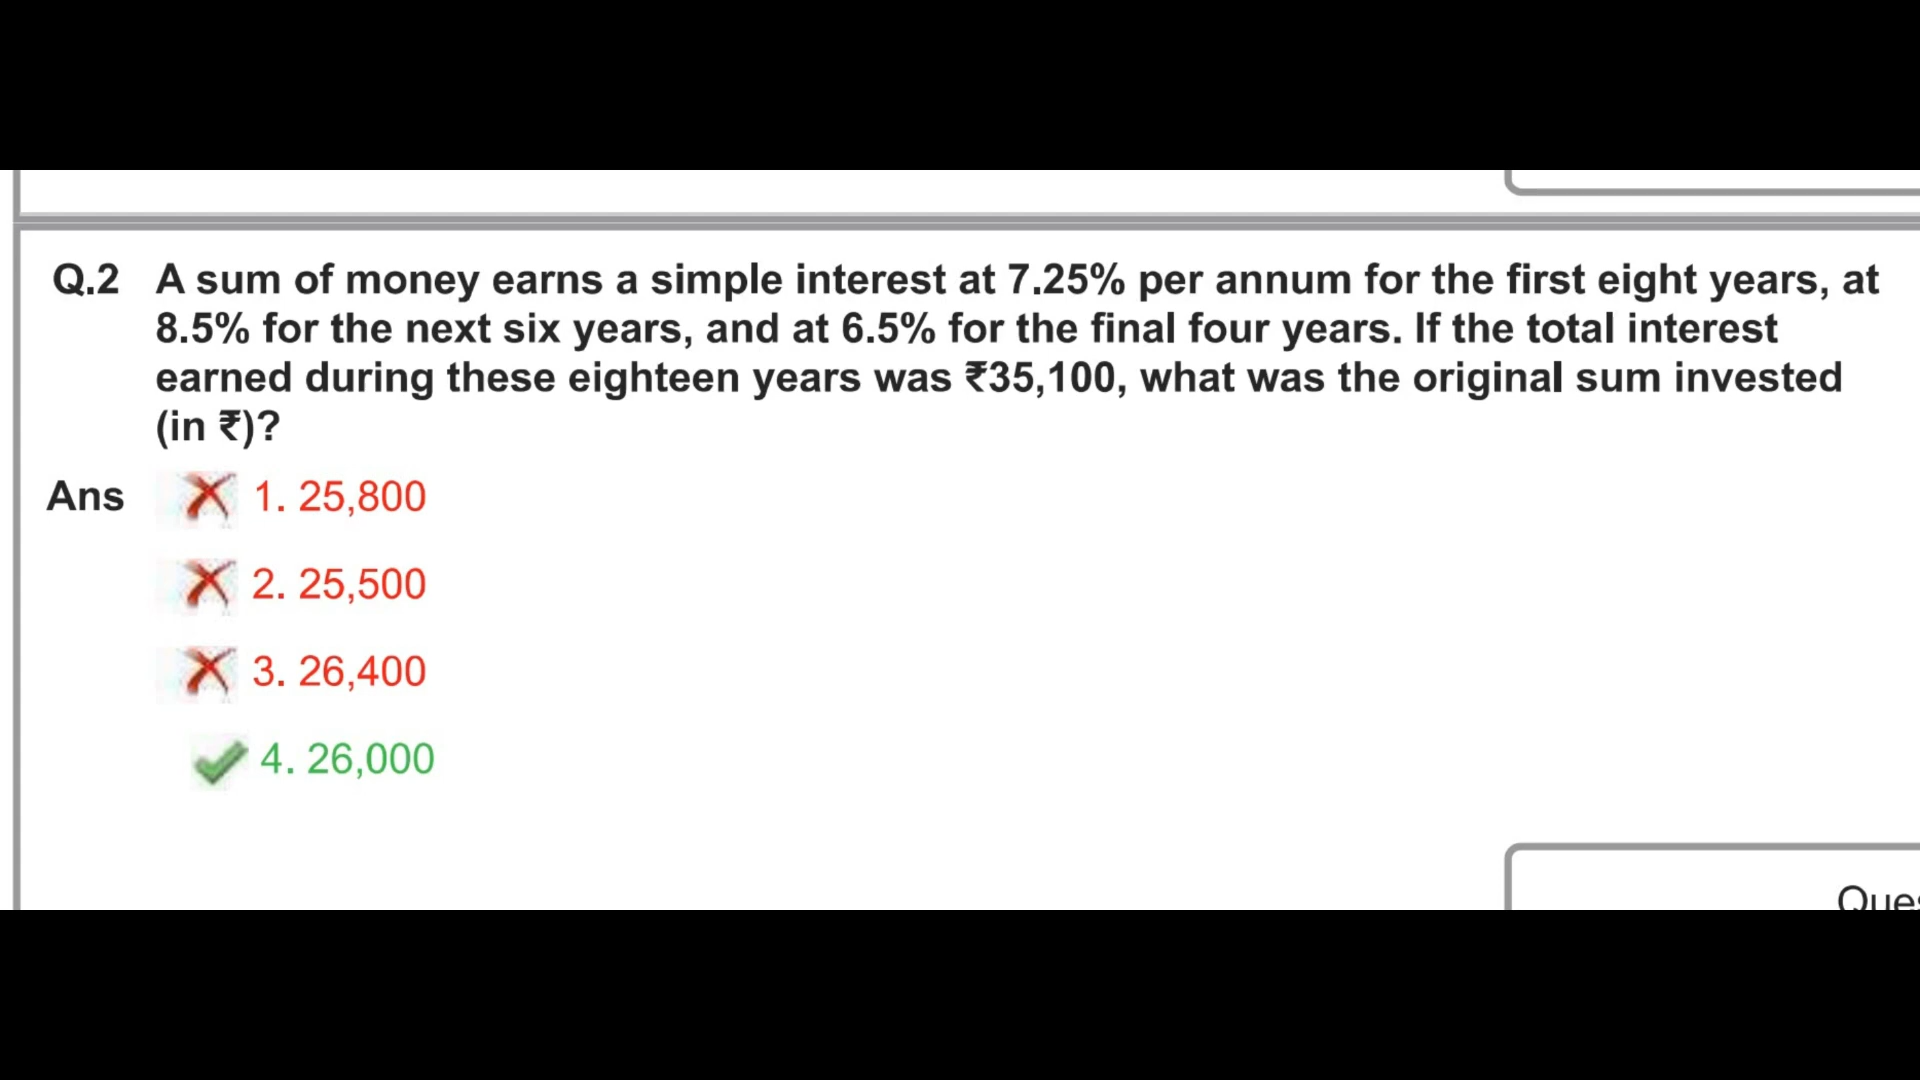 Q.2 A sum of money earns a simple interest at 7.25% per annum for the first eight years, at
8.5% for the next six years, and at 6.5% for the final four years. If the total interest
earned during these eighteen years was ₹35,100, what was the original sum invested
(in ₹)?
Ans 1. 25,800
2. 25,500
3. 26,400
4. 26,000